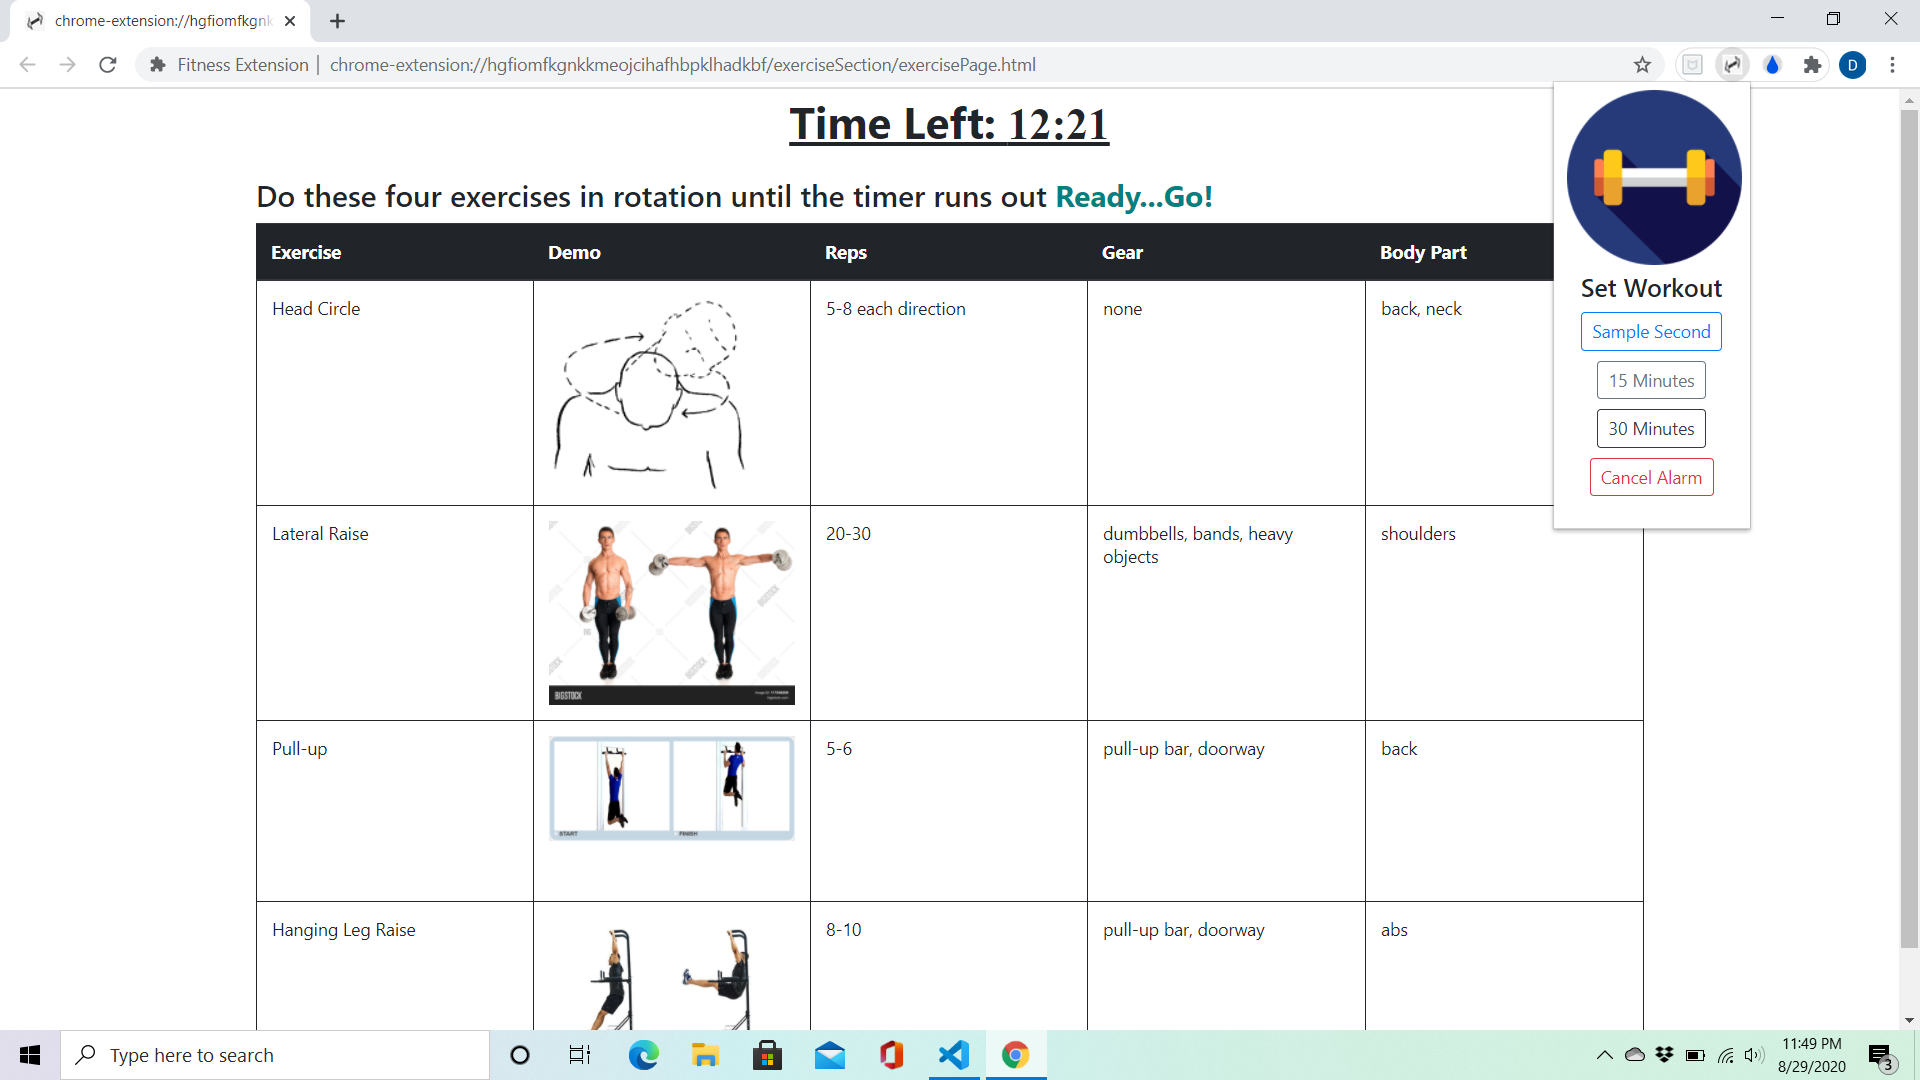 chrome-extension://hgfiomfkgnk
Fitness Extension | chrome-extension://hgfiomfkgnkkmeojcihafhbpklhadkbf/exerciseSection/exercisePage.html
D
Time Left: 12:21
Do these four exercises in rotation until the timer runs out Ready...Go!
Exercise Demo Reps Gear Body Part
Head Circle 5-8 each direction none back, neck
Lateral Raise 20-30 dumbbells, bands, heavy shoulders
objects
BIGSTOCK
Pull-up 5-6 pull-up bar, doorway back
START FINISH
Hanging Leg Raise 8-10 pull-up bar, doorway abs
Set Workout
Sample Second
15 Minutes
30 Minutes
Cancel Alarm
Type here to search
11:49 PM
8/29/2020
3